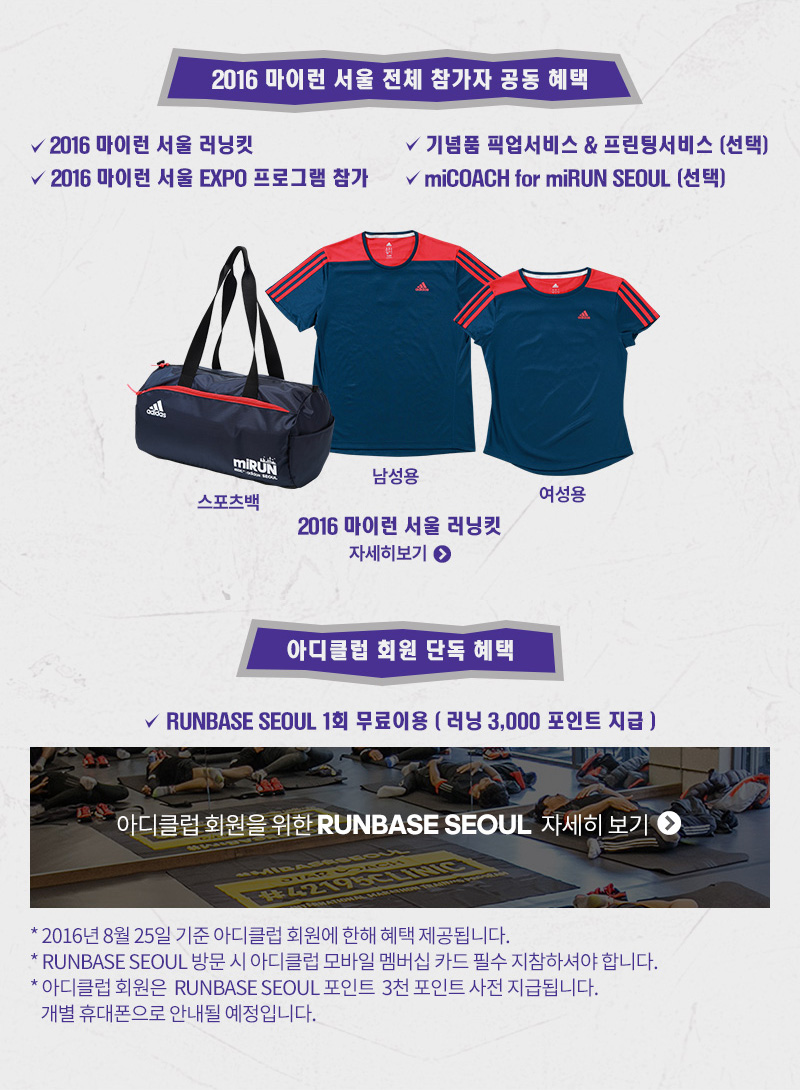 2016 마이런 서울 전체 참가자 공동 혜택
2016 마이런 서울 러닝킷
기념품 픽업서비스 & 프린팅서비스 (선택)
2016 마이런 서울 EXPO 프로그램 참가
miCOACH for miRUN SEOUL (선택)
adidas
adidas
adidas
miRUN
SEOUL
스포츠백
남성용
여성용
2016 마이런 서울 러닝킷
자세히보기
아디클럽 회원 단독 혜택
RUNBASE SEOUL 1회 무료이용 ( 러닝 3,000 포인트 지급 )
아디클럽 회원을 위한 RUNBASE SEOUL 자세히 보기
#MIBASESEOUL
#42195CLINIC
* 2016년 8월 25일 기준 아디클럽 회원에 한해 혜택 제공됩니다.
* RUNBASE SEOUL 방문 시 아디클럽 모바일 멤버십 카드 필수 지참하셔야 합니다.
* 아디클럽 회원은 RUNBASE SEOUL 포인트 3천 포인트 사전 지급됩니다.
개별 휴대폰으로 안내될 예정입니다.